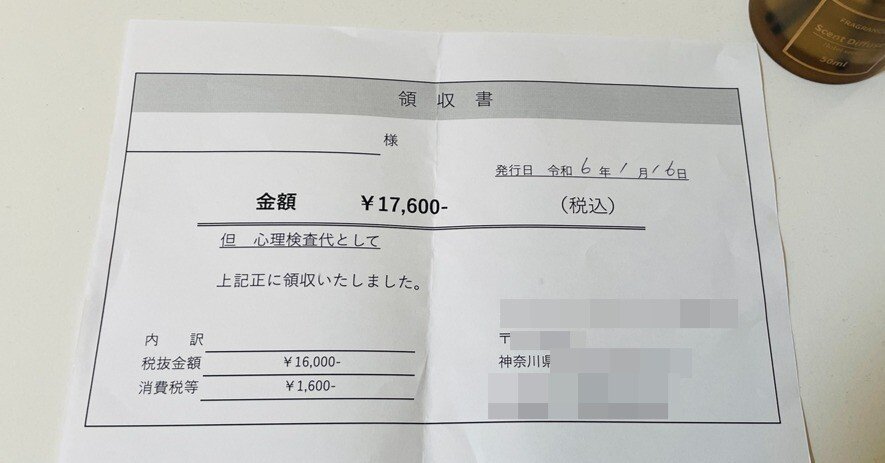 FRAGRANCE
Scent Diffus
50ml
領収書
様
発行日 令和 6 年 1 月 16 日
金額 ￥17,600- （税込）
但 心理検査代として
上記正に領収いたしました。
内 訳
税抜金額 ￥16,000-
消費税等 ￥1,600-
〒
神奈川県